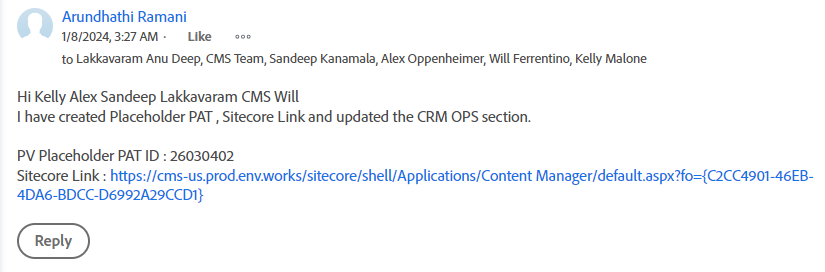 Arundhathi Ramani
1/8/2024, 3:27 AM · Like
to Lakkavaram Anu Deep, CMS Team, Sandeep Kanamala, Alex Oppenheimer, Will Ferrentino, Kelly Malone
Hi Kelly Alex Sandeep Lakkavaram CMS Will
I have created Placeholder PAT , Sitecore Link and updated the CRM OPS section.
PV Placeholder PAT ID : 26030402
Sitecore Link : https://cms-us.prod.env.works/sitecore/shell/Applications/Content Manager/default.aspx?fo={C2CC4901-46EB-
4DA6-BDCC-D6992A29CCD1}
Reply